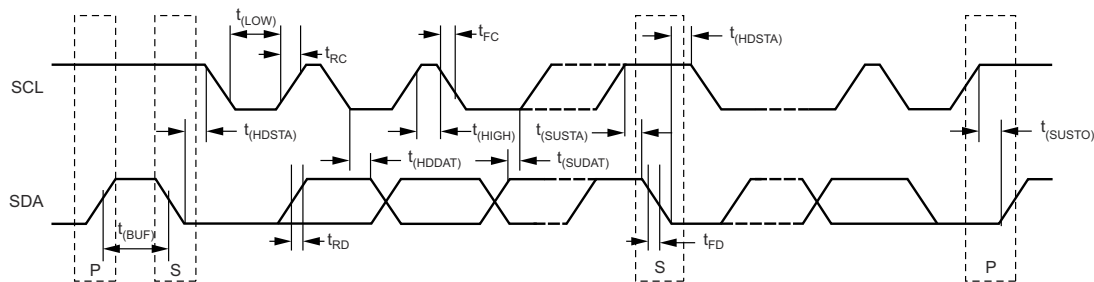 t(LOW)
tRC
tFC
t(HDSTA)
SCL
t(HDSTA)
t(HIGH)
t(SUSTA)
t(SUSTO)
t(HDDAT)
t(SUDAT)
SDA
t(BUF)
tRD
tFD
P
S
S
P